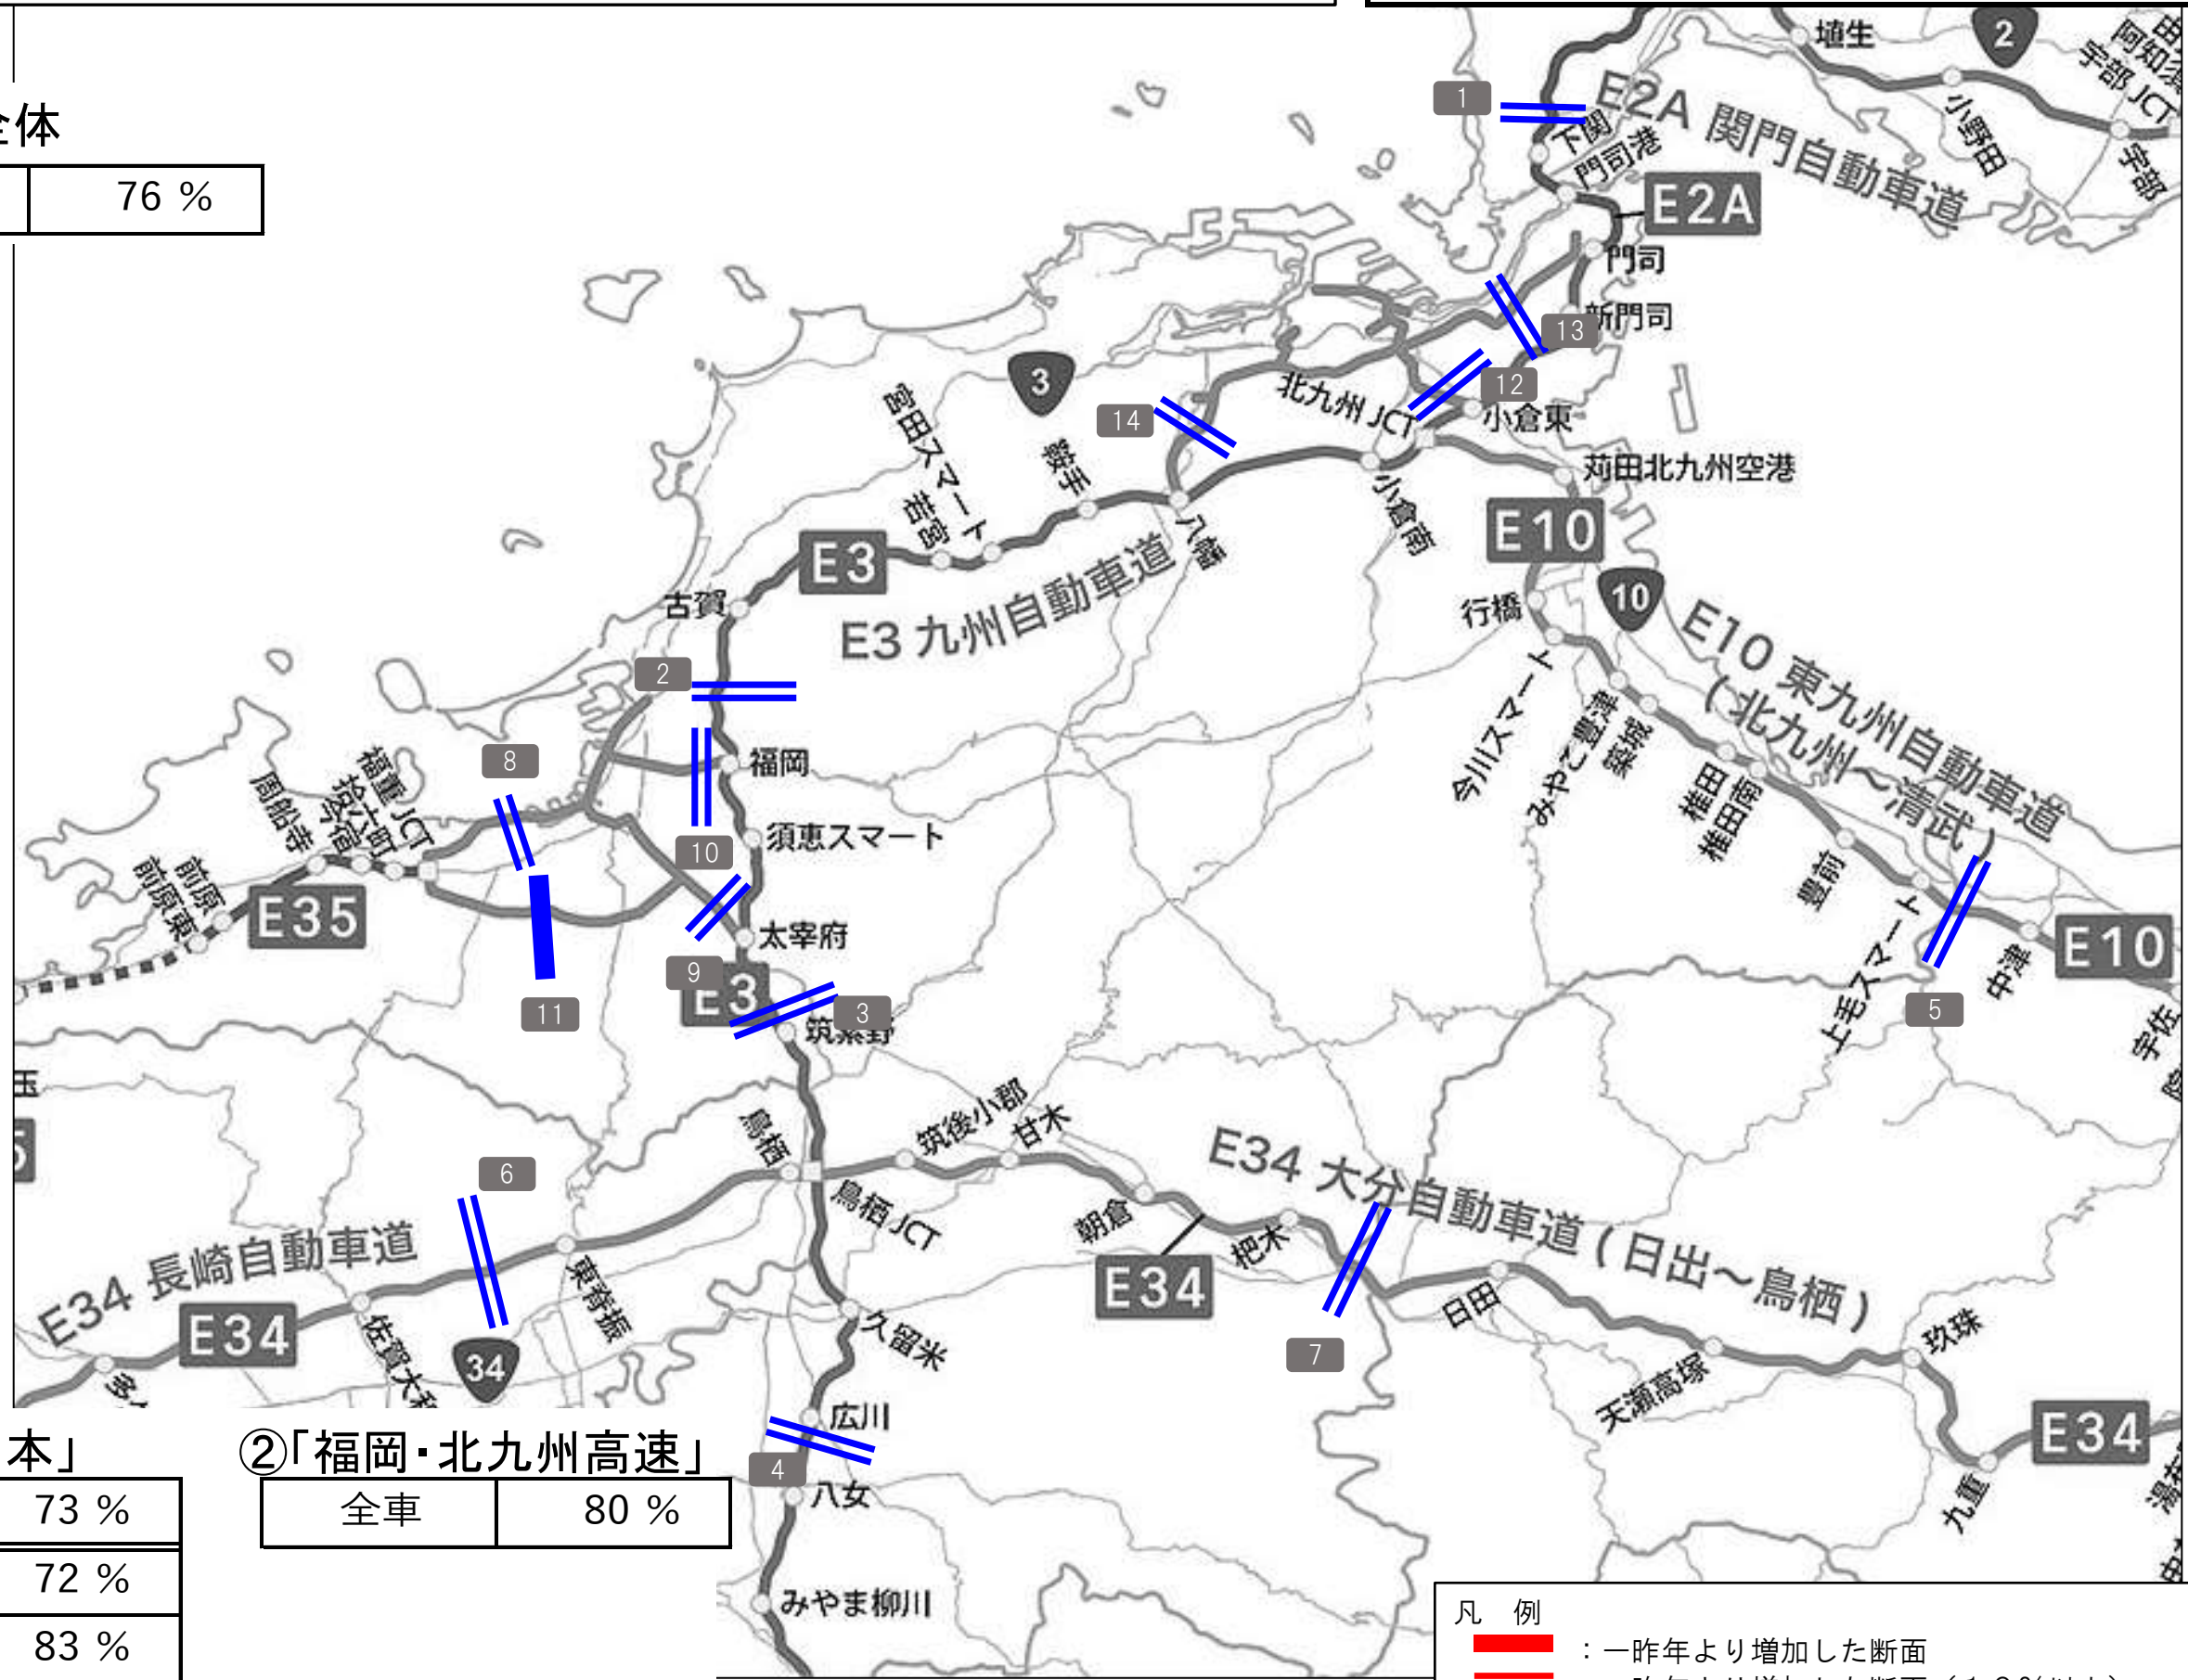 全体
76 %
1
2
埴生
小野田
宇部 JCT
宇部
E2A 関門自動車道
下関
門司港
E2A
門司
新門司
13
12
小倉東
北九州 JCT
14
3
宮田スマート
若宮
鞍手
八幡
小倉南
苅田北九州空港
E10
行橋
10
E10 東九州自動車道
(北九州～清武)
今川スマート
みやこ豊津
築城
椎田
椎田南
豊前
上毛スマート
中津
E10
宇佐
5
E3
E3 九州自動車道
古賀
2
福岡
8
10
須恵スマート
福重 JCT
拾六町
今宿
周船寺
前原
前原東
E35
11
太宰府
9
E3
3
筑紫野
6
鳥栖
筑後小郡
甘木
鳥栖 JCT
朝倉
杷木
E34 大分自動車道 (日出～鳥栖)
E34
7
日田
天瀬高塚
玖珠
九重
E34
E34 長崎自動車道
E34
佐賀大和
東脊振
34
久留米
広川
4
八女
みやま柳川
本」
73 %
72 %
83 %
②「福岡･北九州高速」
全車 80 %
凡 例
：一昨年より増加した断面